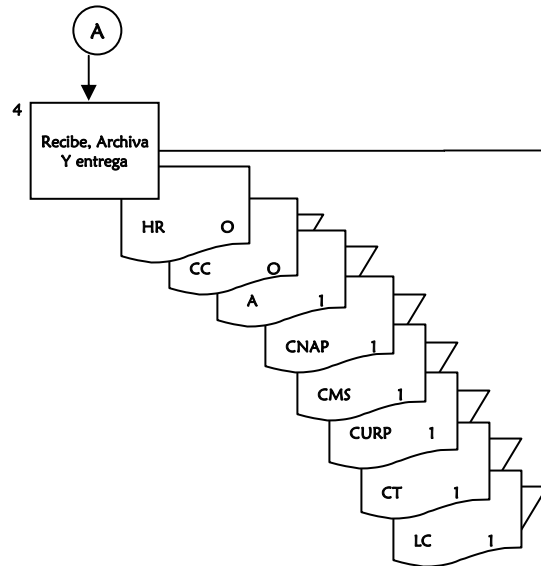 A
4
Recibe, Archiva
Y entrega
HR O
CC O
A 1
CNAP 1
CMS 1
CURP 1
CT 1
LC 1